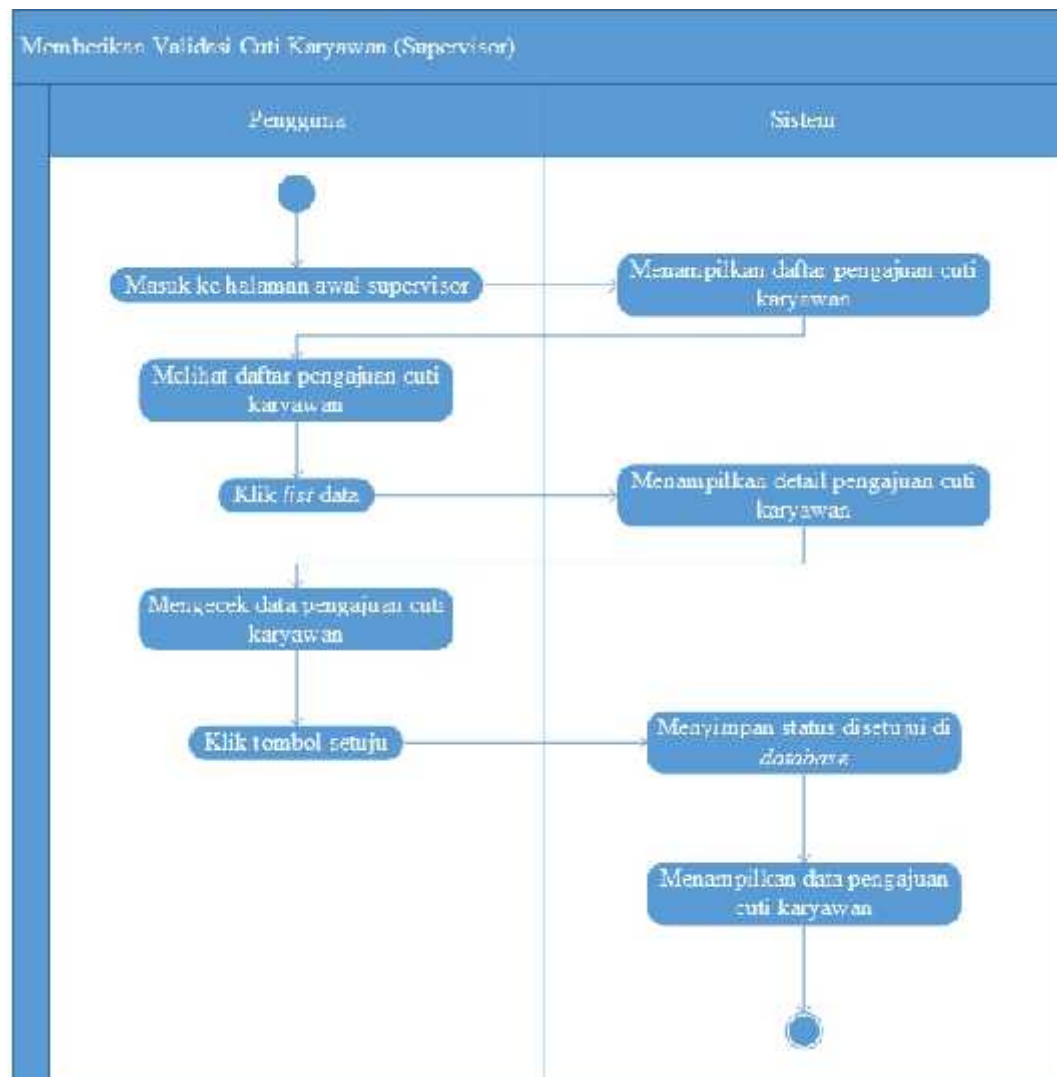 Memberikan Validasi Cuti Karyawan (Supervisor)
Pengguna
Sistem
Masuk ke halaman awal supervisor
Menampilkan daftar pengajuan cuti
karyawan
Melihat daftar pengajuan cuti
karyawan
Klik list data
Menampilkan detail pengajuan cuti
karyawan
Mengecek data pengajuan cuti
karyawan
Klik tombol setuju
Menyimpan status disetujui di
database
Menampilkan data pengajuan
cuti karyawan